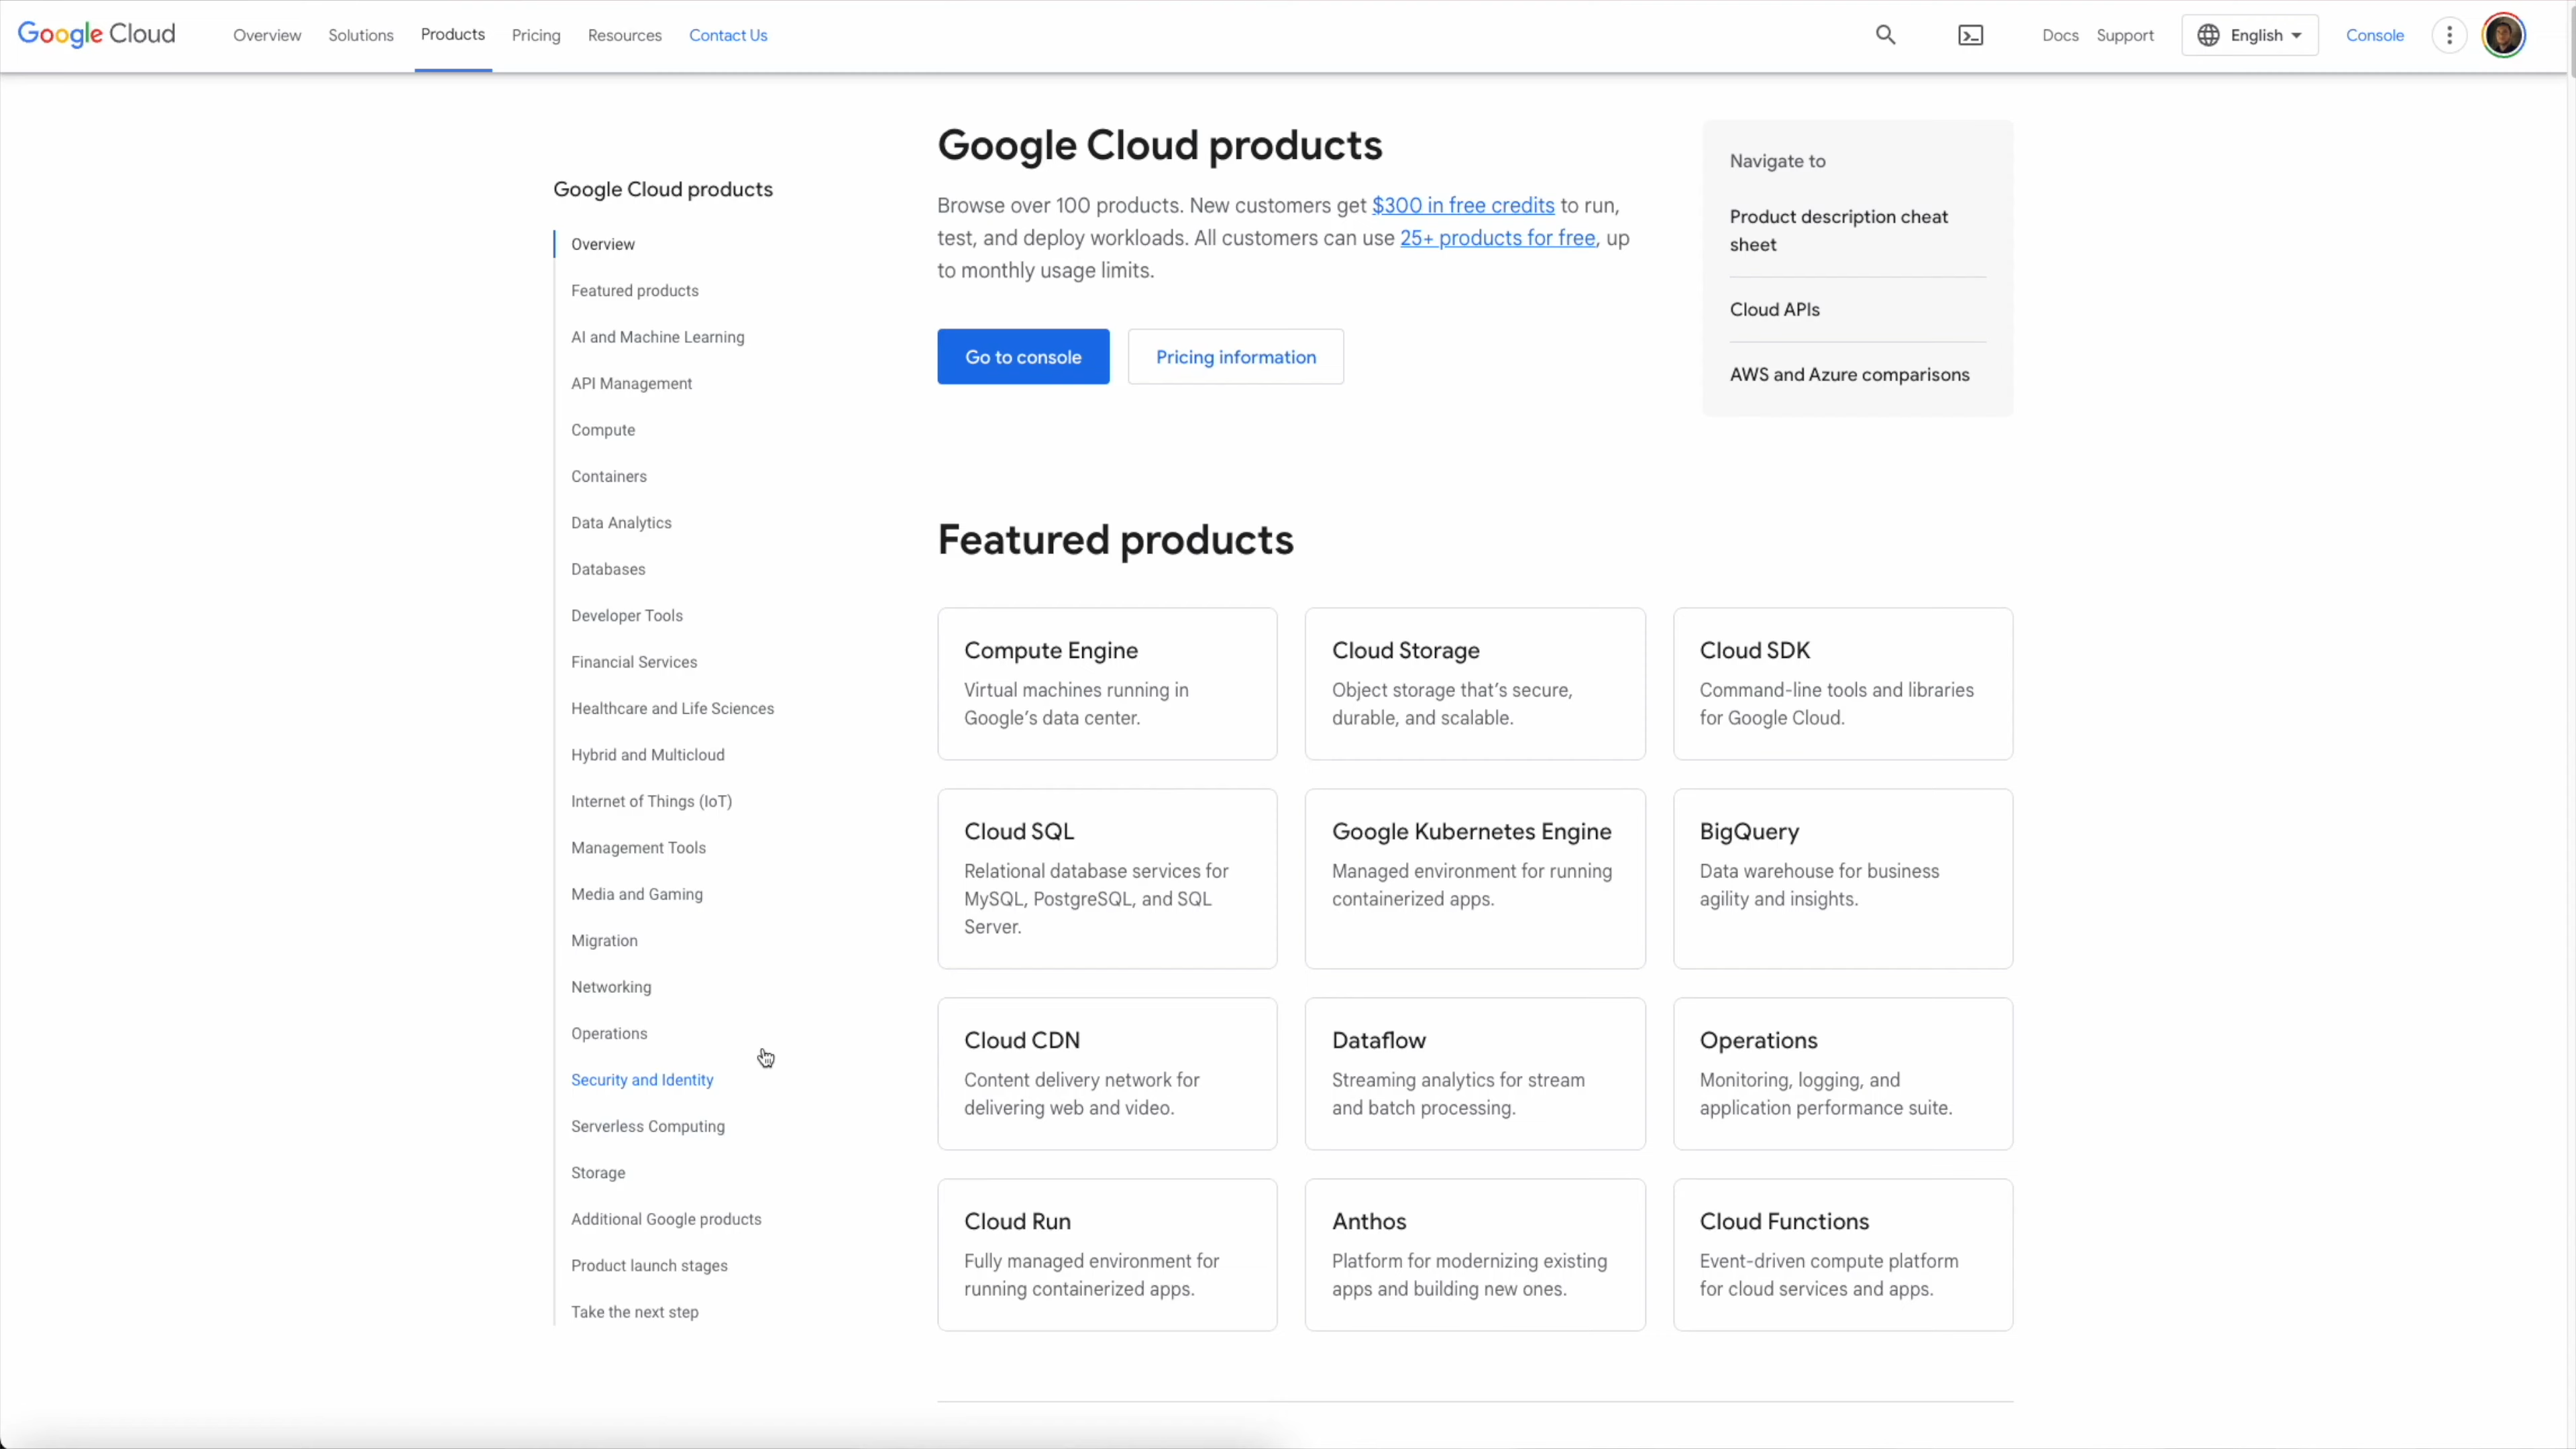 Google Cloud
Overview
Solutions
Products
Pricing
Resources
Contact Us
Docs
Support
English
Console
Google Cloud products
Overview
Featured products
AI and Machine Learning
API Management
Compute
Containers
Data Analytics
Databases
Developer Tools
Financial Services
Healthcare and Life Sciences
Hybrid and Multicloud
Internet of Things (IoT)
Management Tools
Media and Gaming
Migration
Networking
Operations
Security and Identity
Serverless Computing
Storage
Additional Google products
Product launch stages
Take the next step
Google Cloud products
Browse over 100 products. New customers get $300 in free credits to run,
test, and deploy workloads. All customers can use 25+ products for free, up
to monthly usage limits.
Go to console
Pricing information
Navigate to
Product description cheat
sheet
Cloud APIs
AWS and Azure comparisons
Featured products
Compute Engine
Virtual machines running in
Google's data center.
Cloud Storage
Object storage that's secure,
durable, and scalable.
Cloud SDK
Command-line tools and libraries
for Google Cloud.
Cloud SQL
Relational database services for
MySQL, PostgreSQL, and SQL
Server.
Google Kubernetes Engine
Managed environment for running
containerized apps.
BigQuery
Data warehouse for business
agility and insights.
Cloud CDN
Content delivery network for
delivering web and video.
Dataflow
Streaming analytics for stream
and batch processing.
Operations
Monitoring, logging, and
application performance suite.
Cloud Run
Fully managed environment for
running containerized apps.
Anthos
Platform for modernizing existing
apps and building new ones.
Cloud Functions
Event-driven compute platform
for cloud services and apps.